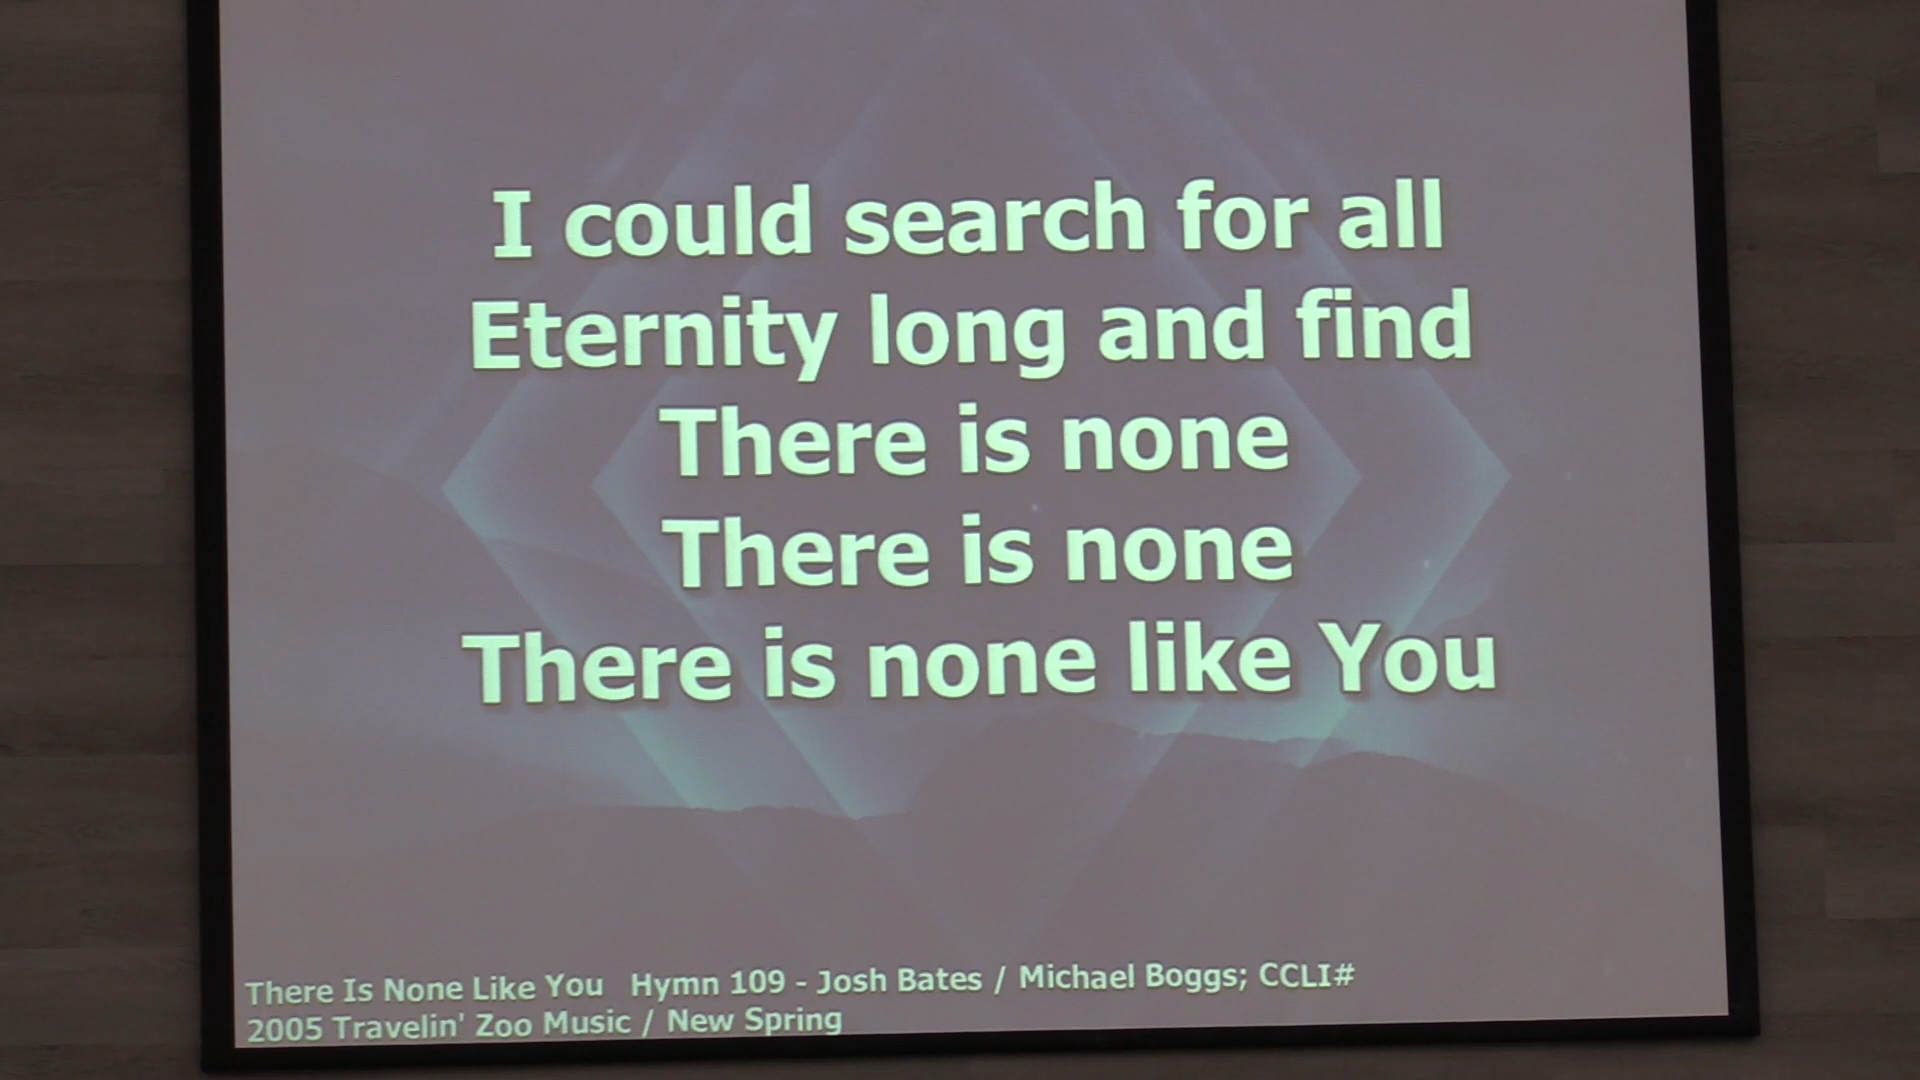 I could search for all
Eternity long and find
There is none
There is none
There is none like You
There Is None Like You Hymn 109 - Josh Bates / Michael Boggs; CCLI#
2005 Travelin' Zoo Music / New Spring